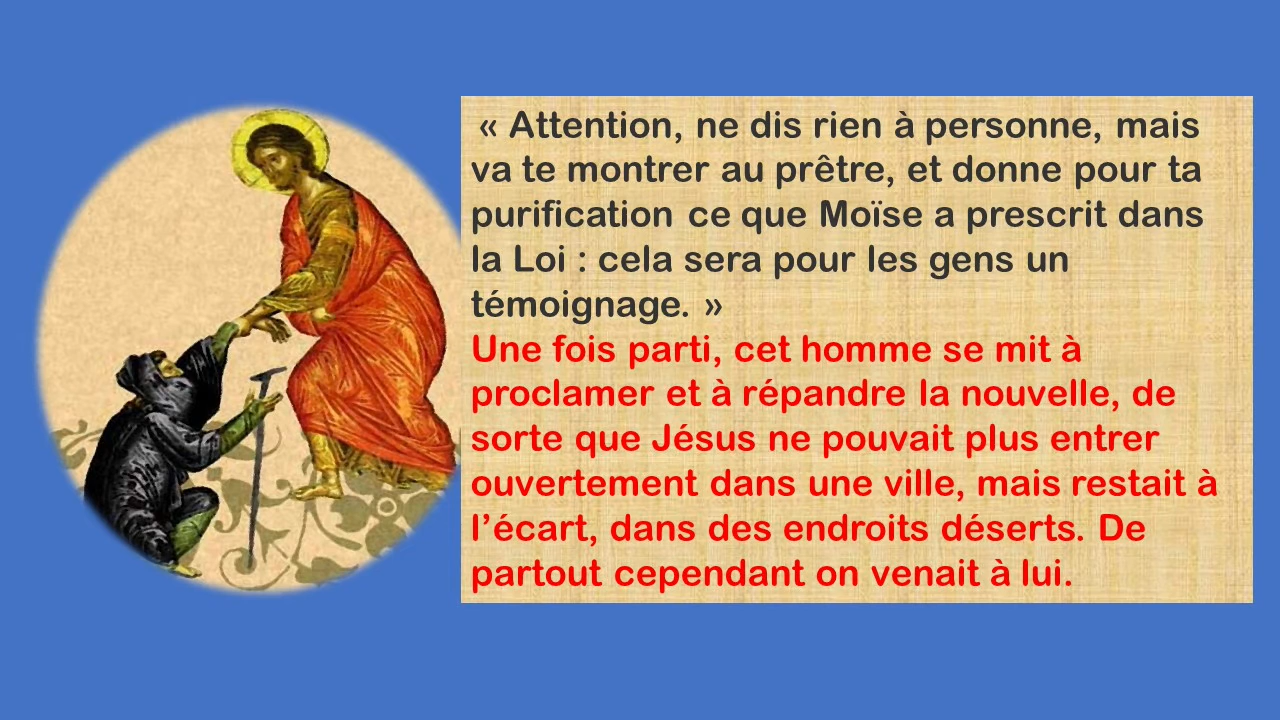 « Attention, ne dis rien à personne, mais
va te montrer au prêtre, et donne pour ta
purification ce que Moïse a prescrit dans
la Loi : cela sera pour les gens un
témoignage. »
Une fois parti, cet homme se mit à
proclamer et à répandre la nouvelle, de
sorte que Jésus ne pouvait plus entrer
ouvertement dans une ville, mais restait à
l’écart, dans des endroits déserts. De
partout cependant on venait à lui.